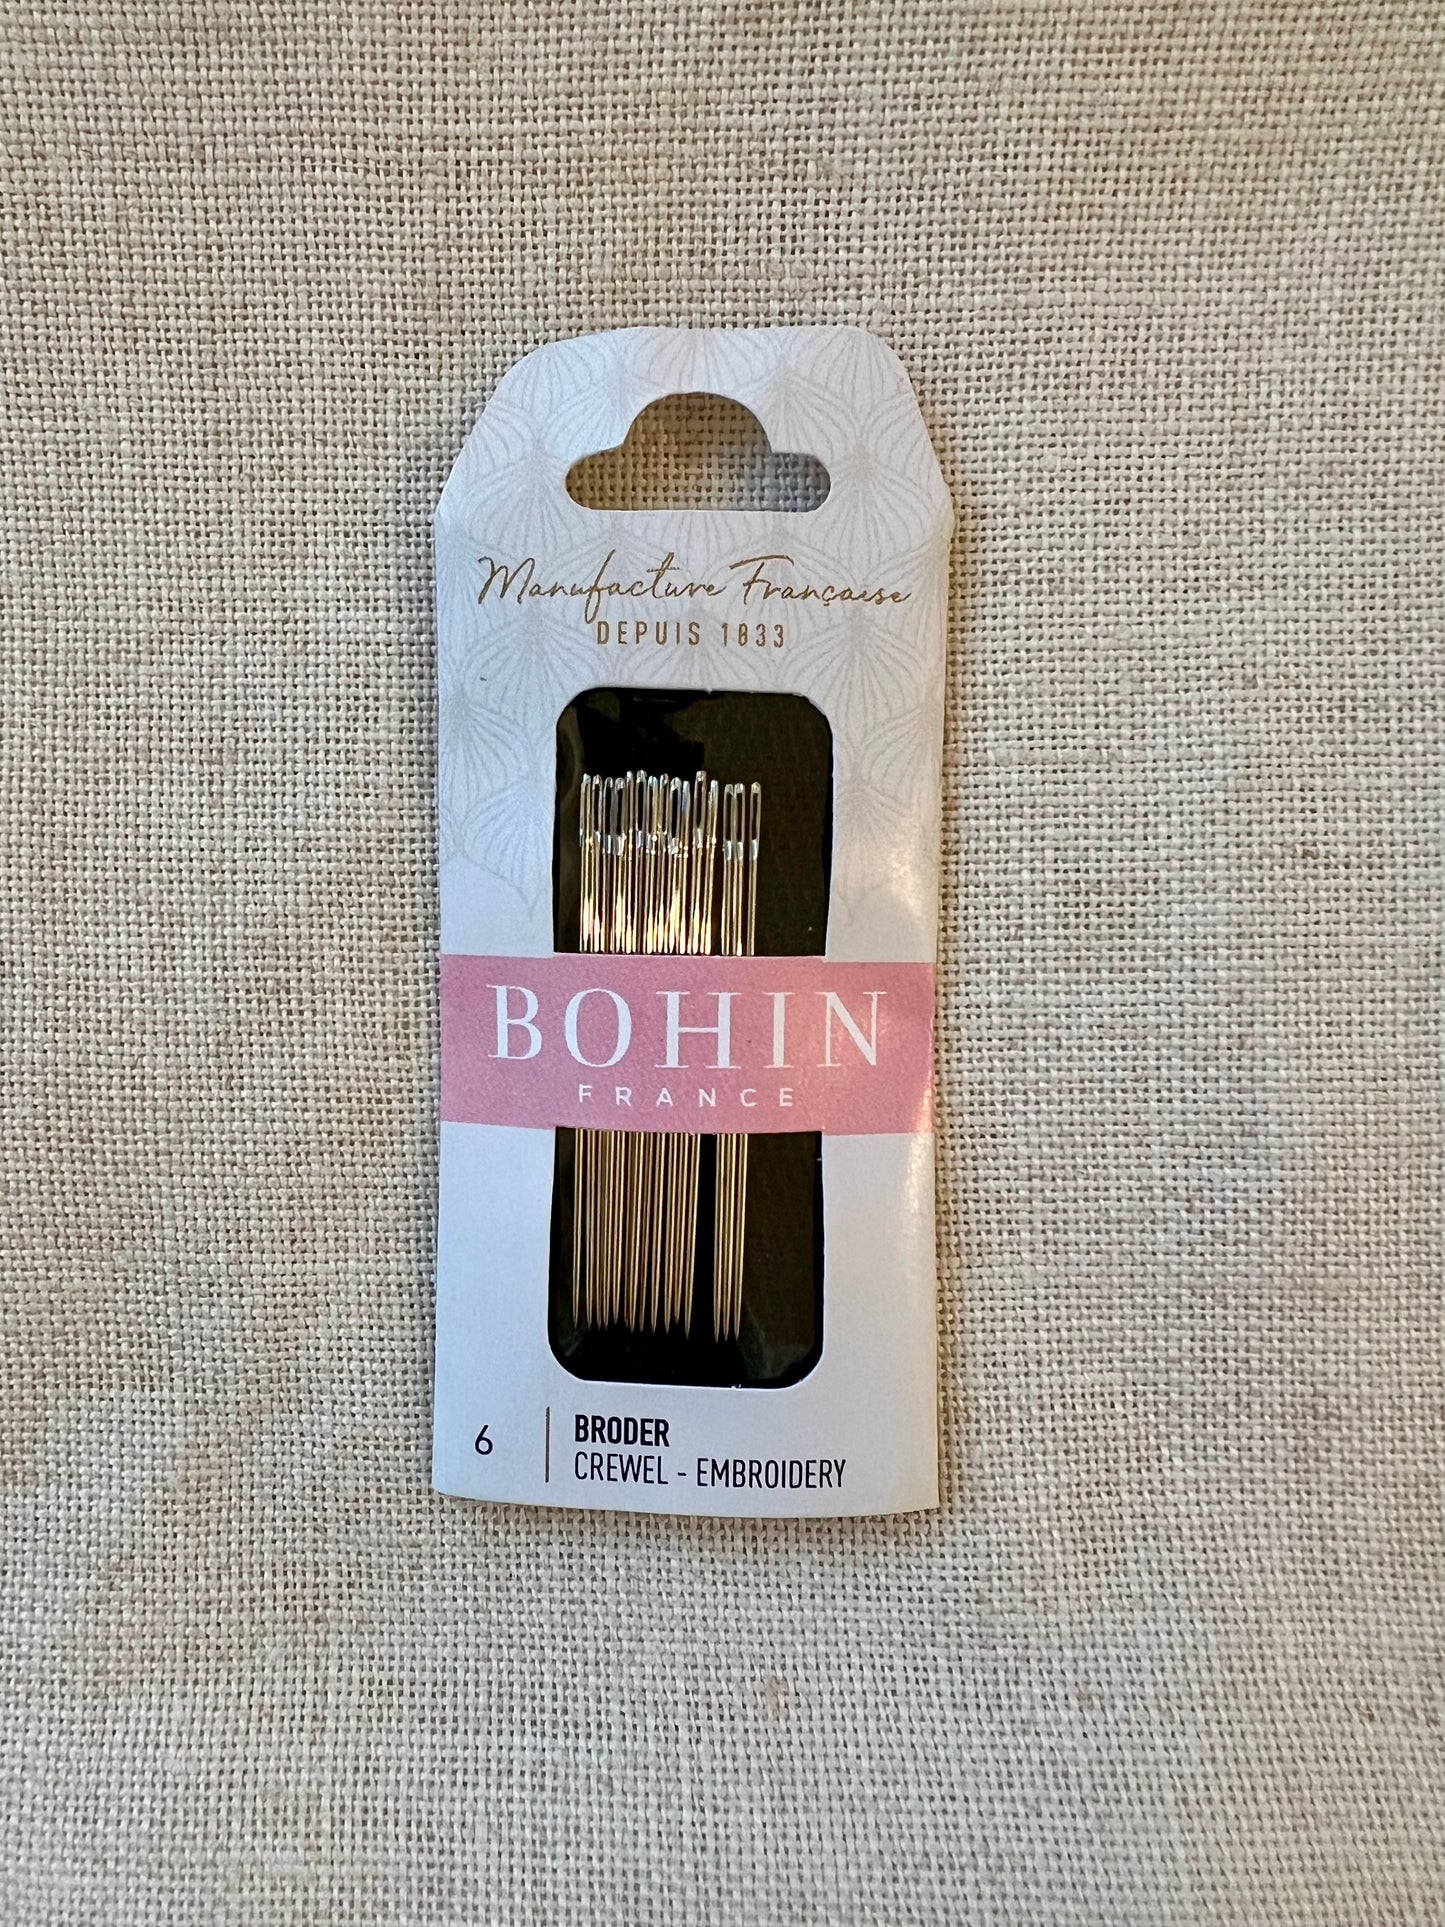 Manufacture Française
DEPUIS 1833
BOHIN
FRANCE
6
BRODER
CREWEL - EMBROIDERY